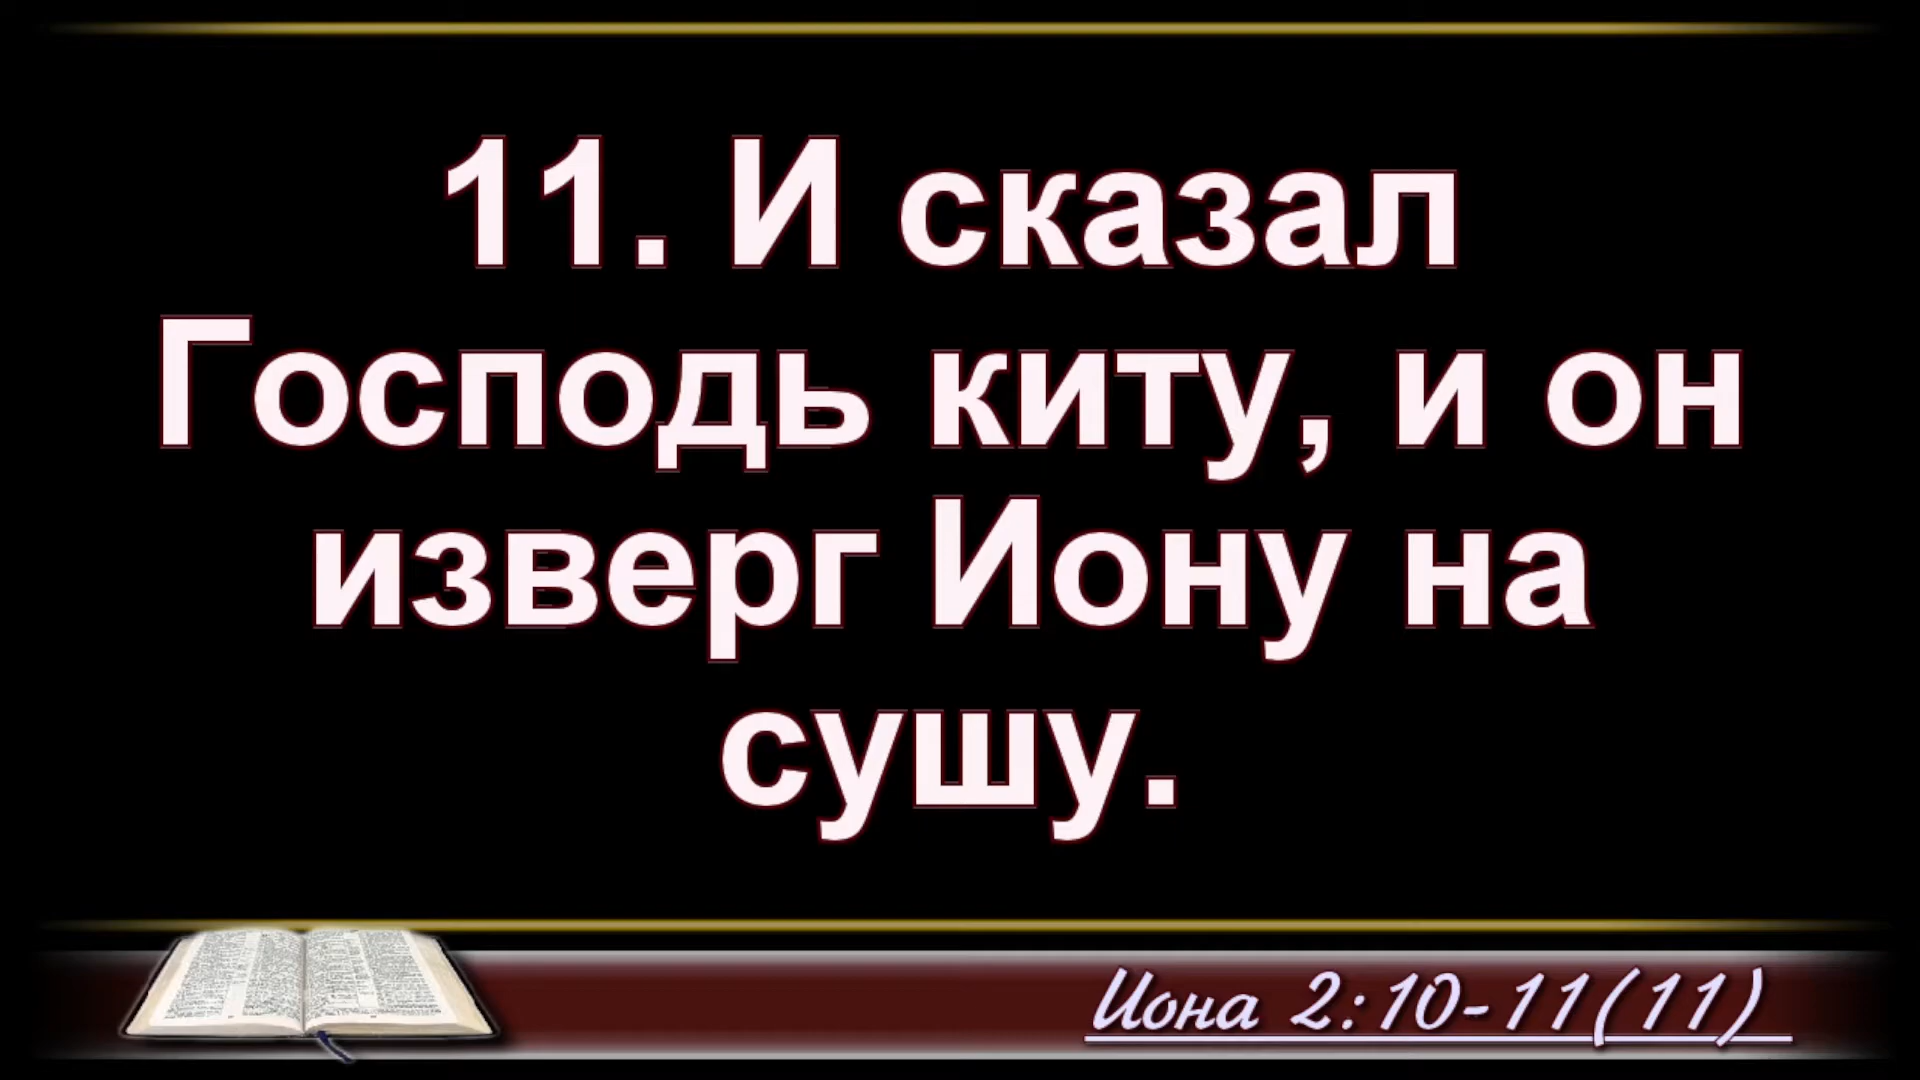 11. И сказал
Господь киту, и он
изверг Иону на
сушу.
Иона 2:10-11(11)